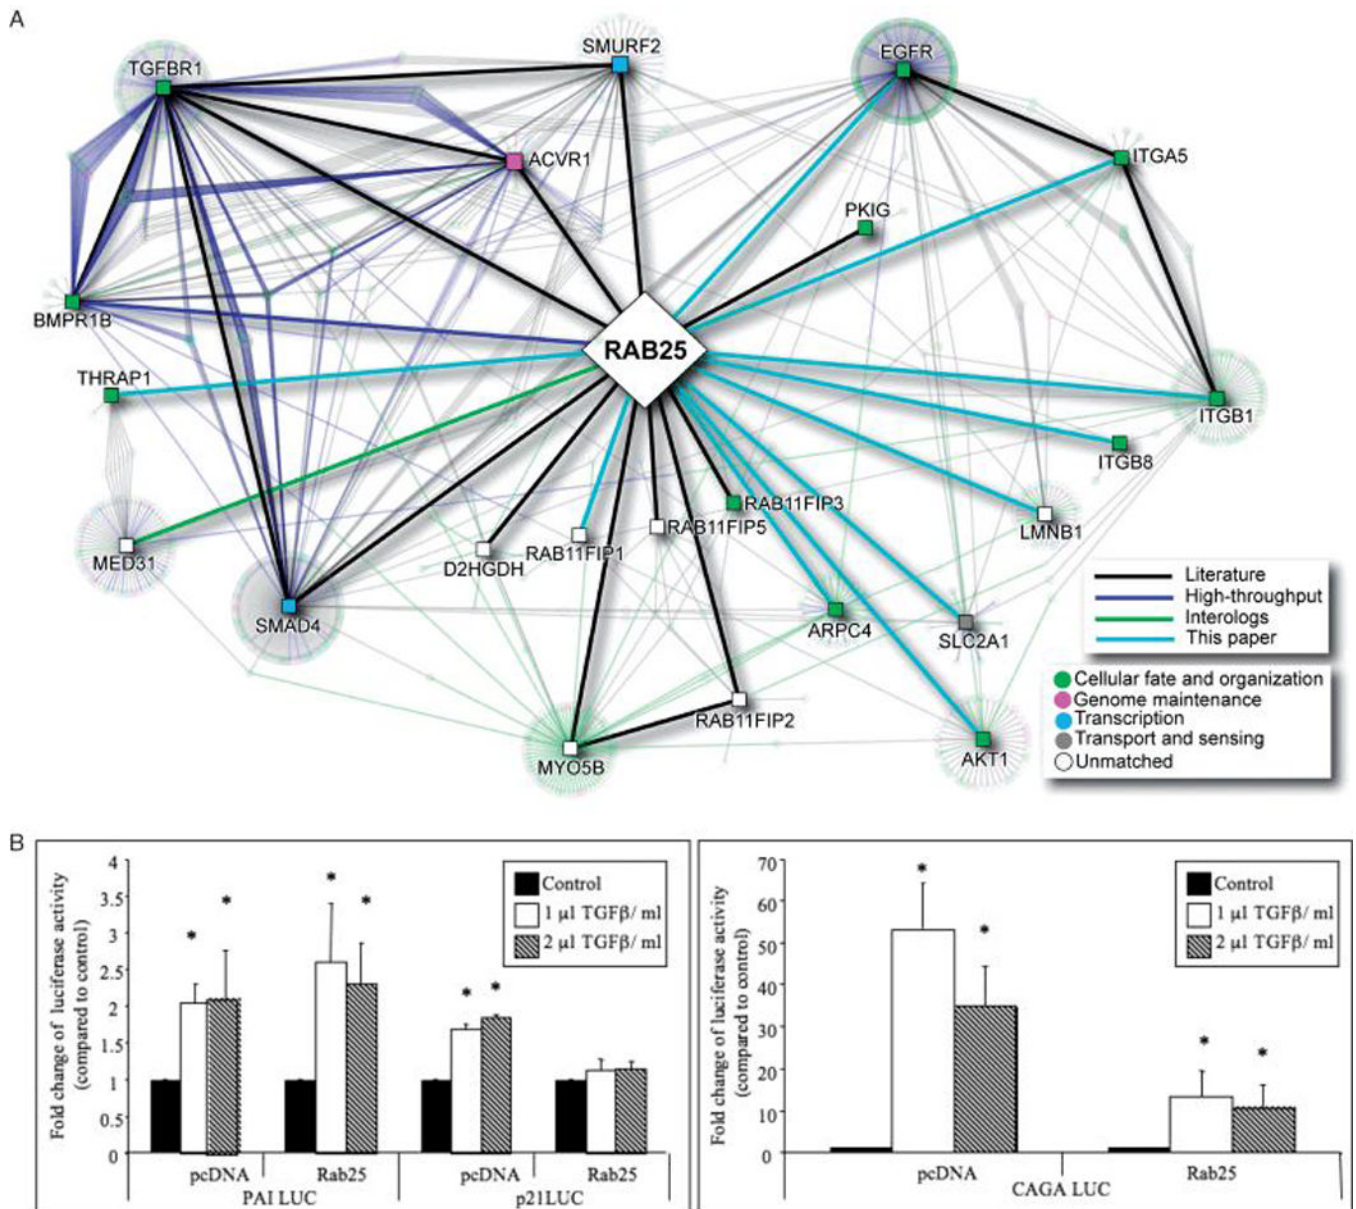 A
SMURF2
EGFR
TGFBR1
ACVR1
ITGA5
PKIG
BMPR1B
RAB25
THRAP1
ITGB1
ITGB8
RAB11FIP3
RAB11FIP5
LMNB1
MED31
D2HGDH
RAB11FIP1
SMAD4
ARPC4
SLC2A1
RAB11FIP2
MYO5B
AKT1
Literature
High-throughput
Interologs
This paper
Cellular fate and organization
Genome maintenance
Transcription
Transport and sensing
Unmatched
B
Fold change of luciferase activity
(compared to control)
4
3.5
3
2.5
2
1.5
1
0.5
0
* * * * * *
Control
1 µl TGFβ/ ml
2 µl TGFβ/ ml
pcDNA Rab25 pcDNA Rab25
PAI LUC p21LUC
Fold change of luciferase activity
(compared to control)
70
60
50
40
30
20
10
0
* * * *
Control
1 µl TGFβ/ ml
2 µl TGFβ/ ml
pcDNA Rab25
CAGA LUC